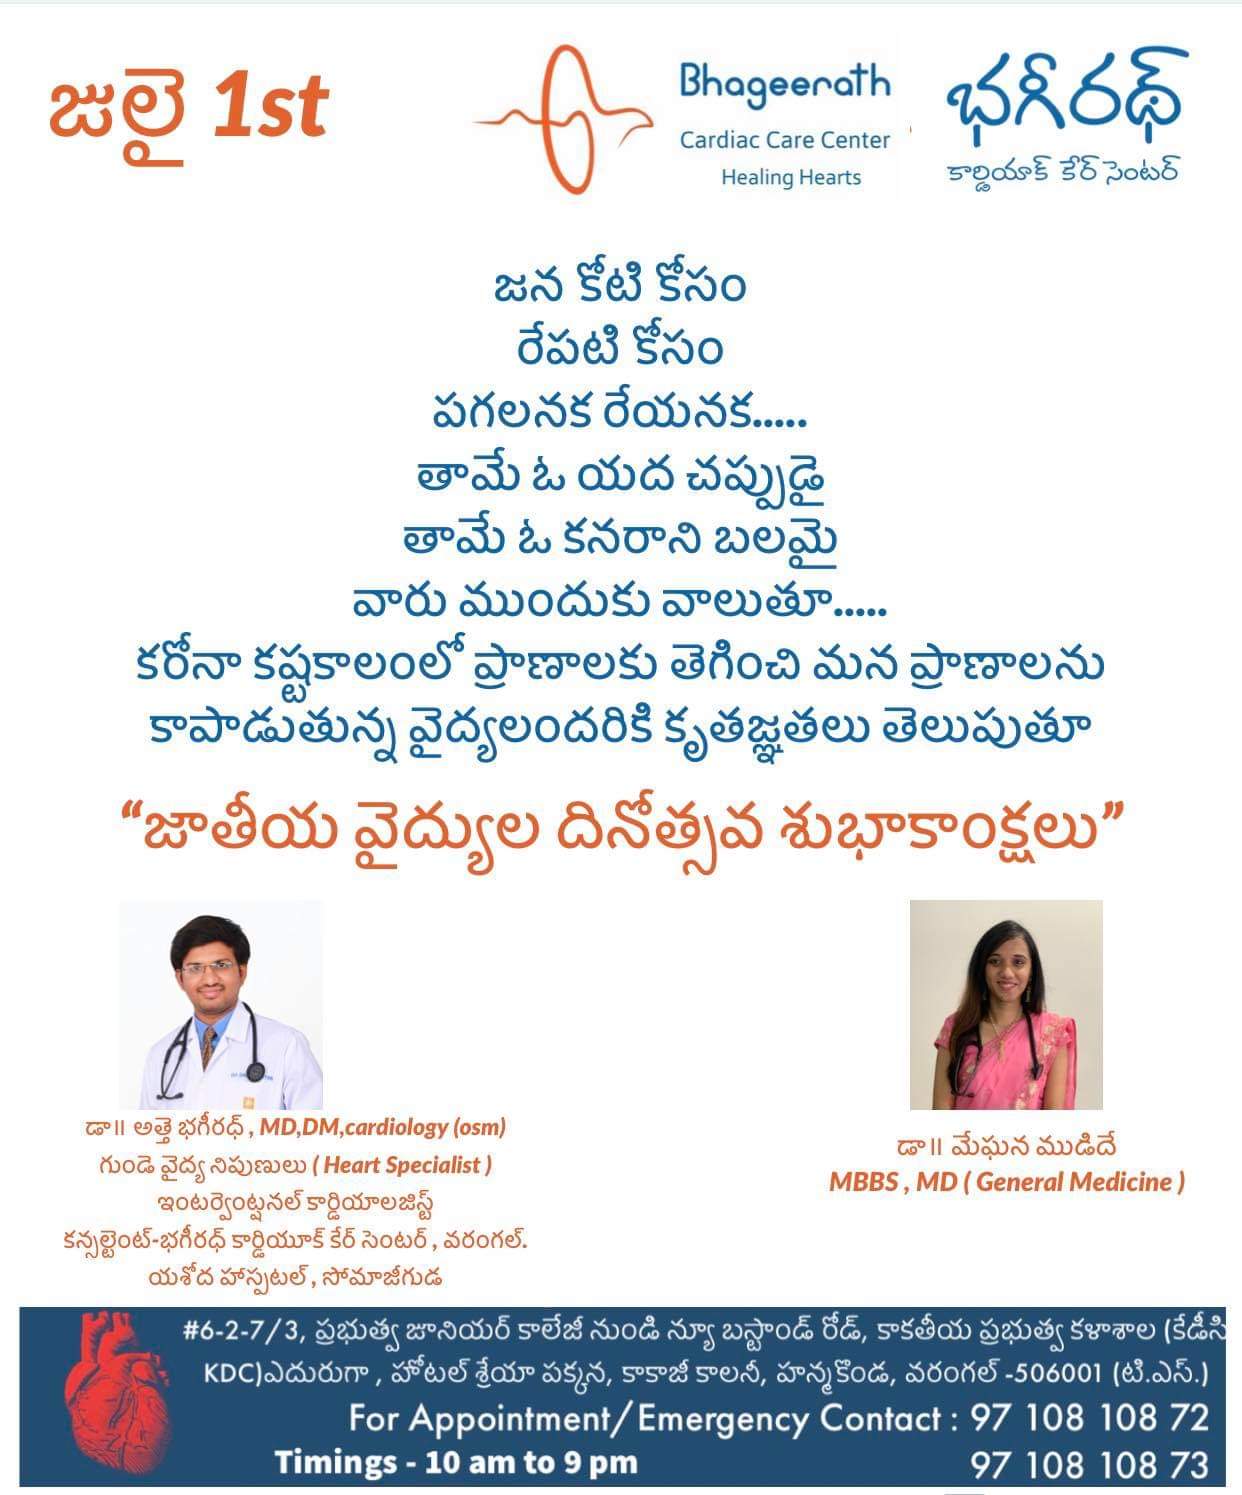 జులై 1st
Bhageerath
Cardiac Care Center
Healing Hearts
భగీరథ్
కార్డియాక్ కేర్ సెంటర్
జన కోటి కోసం
రేపటి కోసం
పగలనక రేయనక.....
తామే ఓ యద చప్పుడై
తామే ఓ కనరాని బలమై
వారు ముందుకు వాలుతూ.....
కరోనా కష్టకాలంలో ప్రాణాలకు తెగించి మన ప్రాణాలను
కాపాడుతున్న వైద్యలందరికి కృతజ్ఞతలు తెలుపుతూ
“జాతీయ వైద్యుల దినోత్సవ శుభాకాంక్షలు”
డా॥ అత్తె భగీరధ్ , MD,DM,cardiology (osm)
గుండె వైద్య నిపుణులు ( Heart Specialist )
ఇంటర్వెంట్షనల్ కార్డియాలజిస్ట్
కన్సల్టెంట్-భగీరధ్ కార్డియూక్ కేర్ సెంటర్ , వరంగల్.
యశోద హాస్పటల్ , సోమాజీగుడ
డా॥ మేఘన ముడిదే
MBBS , MD ( General Medicine )
#6-2-7/3, ప్రభుత్వ జూనియర్ కాలేజీ నుండి న్యూ బస్టాండ్ రోడ్, కాకతీయ ప్రభుత్వ కళాశాల (కేడీసి
KDC)ఎదురుగా , హోటల్ శ్రేయా పక్కన, కాకాజీ కాలనీ, హన్మకొండ, వరంగల్ -506001 (టి.ఎస్.)
For Appointment/Emergency Contact : 97 108 108 72
Timings - 10 am to 9 pm
97 108 108 73